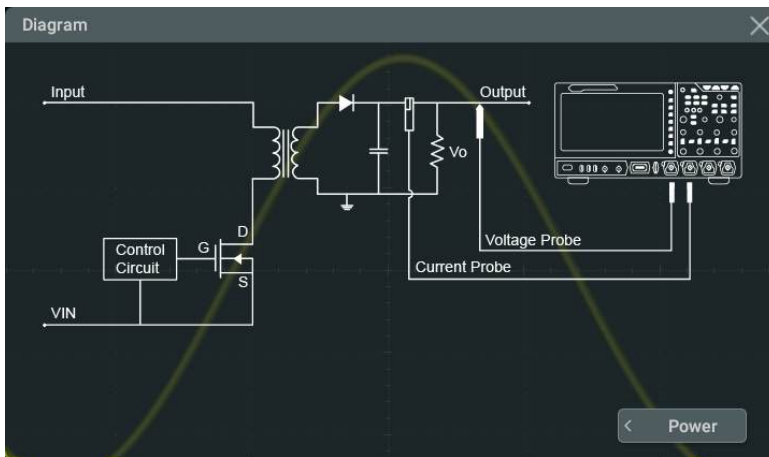 Diagram
Input
Output
Vo
D
G
Control
Circuit
S
Voltage Probe
Current Probe
VIN
< Power